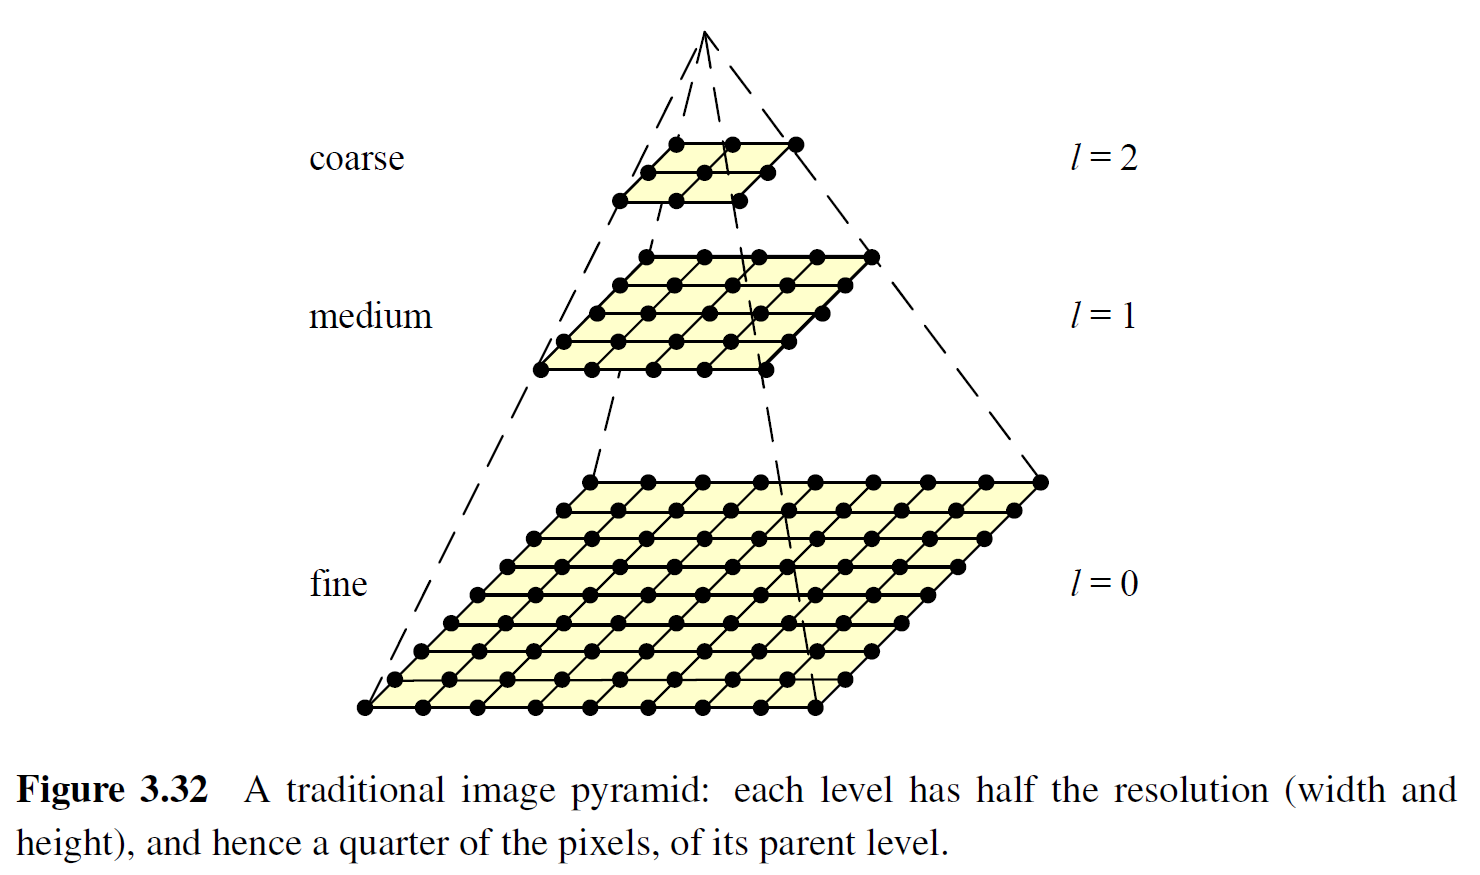 coarse
l = 2
medium
l = 1
fine
l = 0
Figure 3.32 A traditional image pyramid: each level has half the resolution (width and
height), and hence a quarter of the pixels, of its parent level.